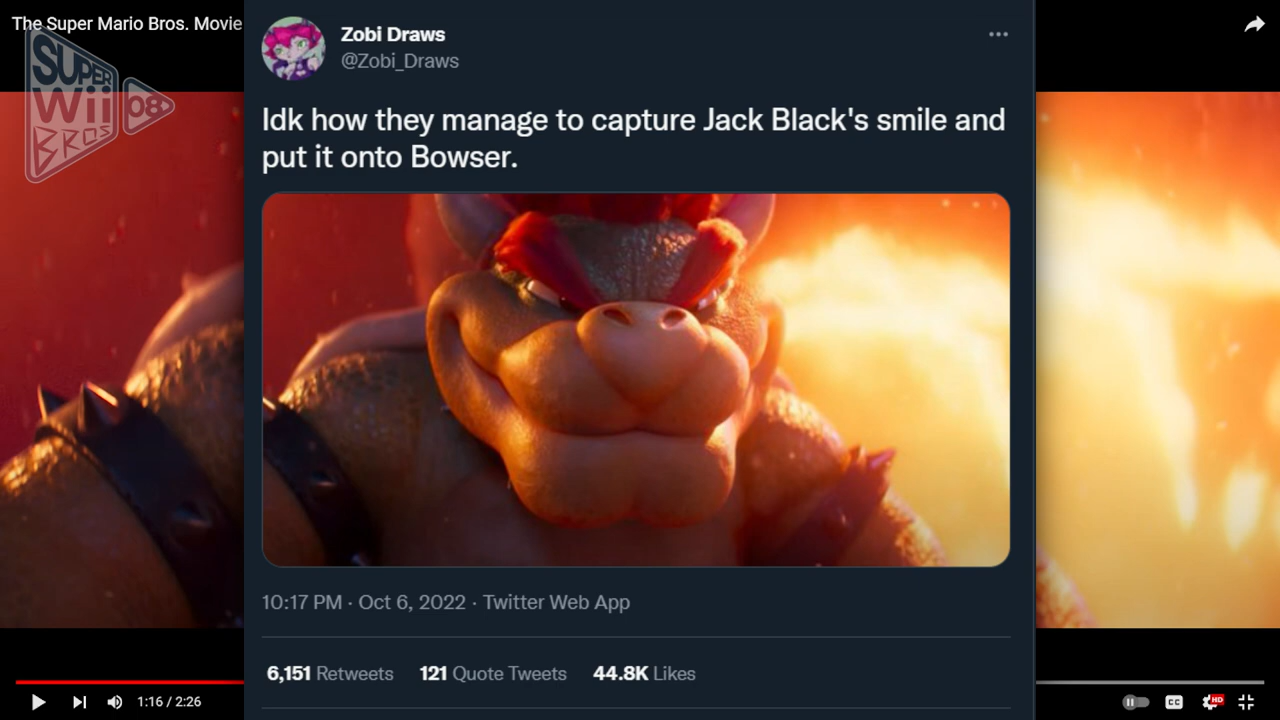 The Super Mario Bros. Movie
SUPER
Wii
BROS
08
Zobi Draws
@Zobi_Draws
Idk how they manage to capture Jack Black's smile and
put it onto Bowser.
10:17 PM · Oct 6, 2022 · Twitter Web App
6,151 Retweets 121 Quote Tweets 44.8K Likes
1:16 / 2:26
CC
HD